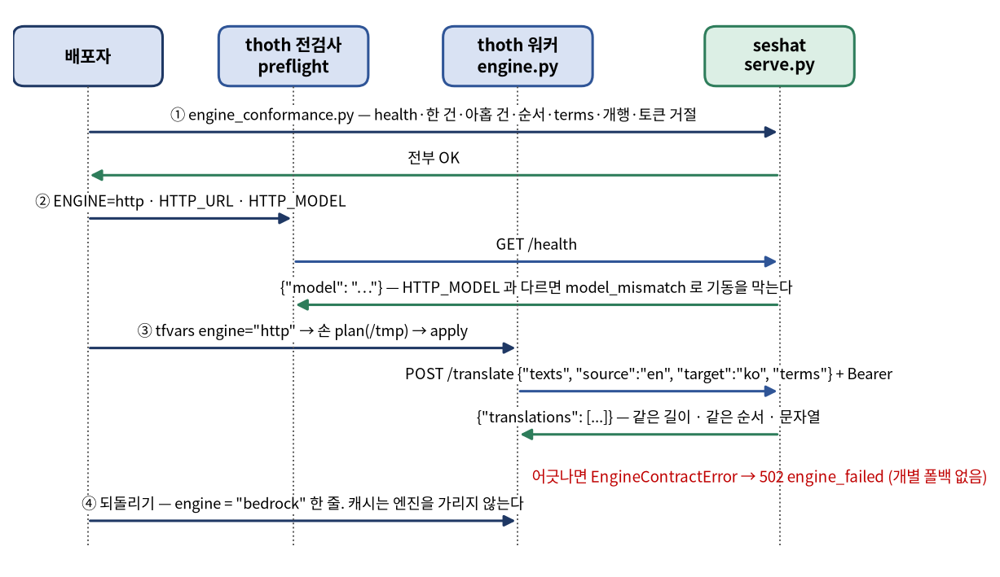 배포자
thoth 전검사
preflight
thoth 워커
engine.py
seshat
serve.py
① engine_conformance.py — health·한 건·아홉 건·순서·terms·개행·토큰 거절
전부 OK
② ENGINE=http · HTTP_URL · HTTP_MODEL
GET /health
{"model": "…"} — HTTP_MODEL 과 다르면 model_mismatch 로 기동을 막는다
③ tfvars engine="http" → 손 plan(/tmp) → apply
POST /translate {"texts", "source":"en", "target":"ko", "terms"} + Bearer
{"translations": [...]} — 같은 길이 · 같은 순서 · 문자열
어긋나면 EngineContractError → 502 engine_failed (개별 폴백 없음)
④ 되돌리기 — engine = "bedrock" 한 줄. 캐시는 엔진을 가리지 않는다